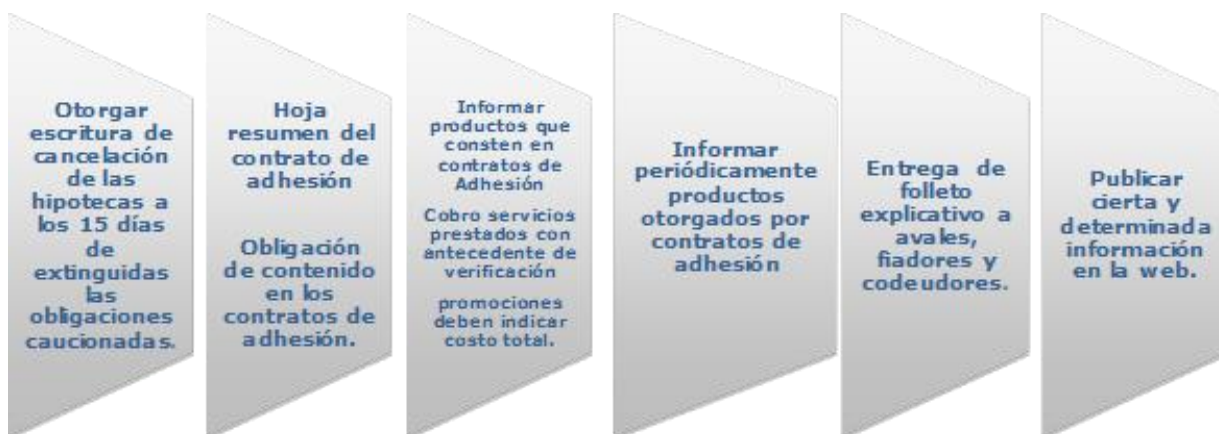 Otorgar
escritura de
cancelación
de las
hipotecas a
los 15 días
de
extinguidas
las
obligaciones
caucionadas.
Hoja
resumen del
contrato de
adhesión
Obligación
de contenido
en los
contratos de
adhesión.
Informar
productos que
consten en
contratos de
Adhesión
Cobro servicios
prestados con
antecedente de
verificación
promociones
deben indicar
costo total.
Informar
periódicamente
productos
otorgados por
contratos de
adhesión
Entrega de
folleto
explicativo a
avales,
fiadores y
codeudores.
Publicar
cierta y
determinada
información
en la web.